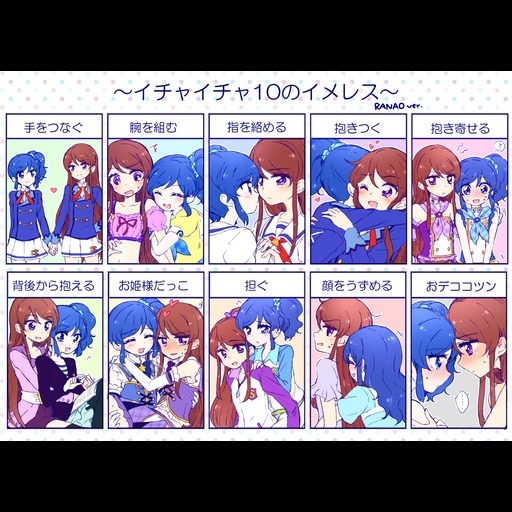 ～イチャイチャ10のイメレス～
RANAO ver.
手をつなぐ
腕を組む
指を絡める
抱きつく
抱き寄せる
?
背後から抱える
お姫様だっこ
担ぐ
顔をうずめる
おデココツン